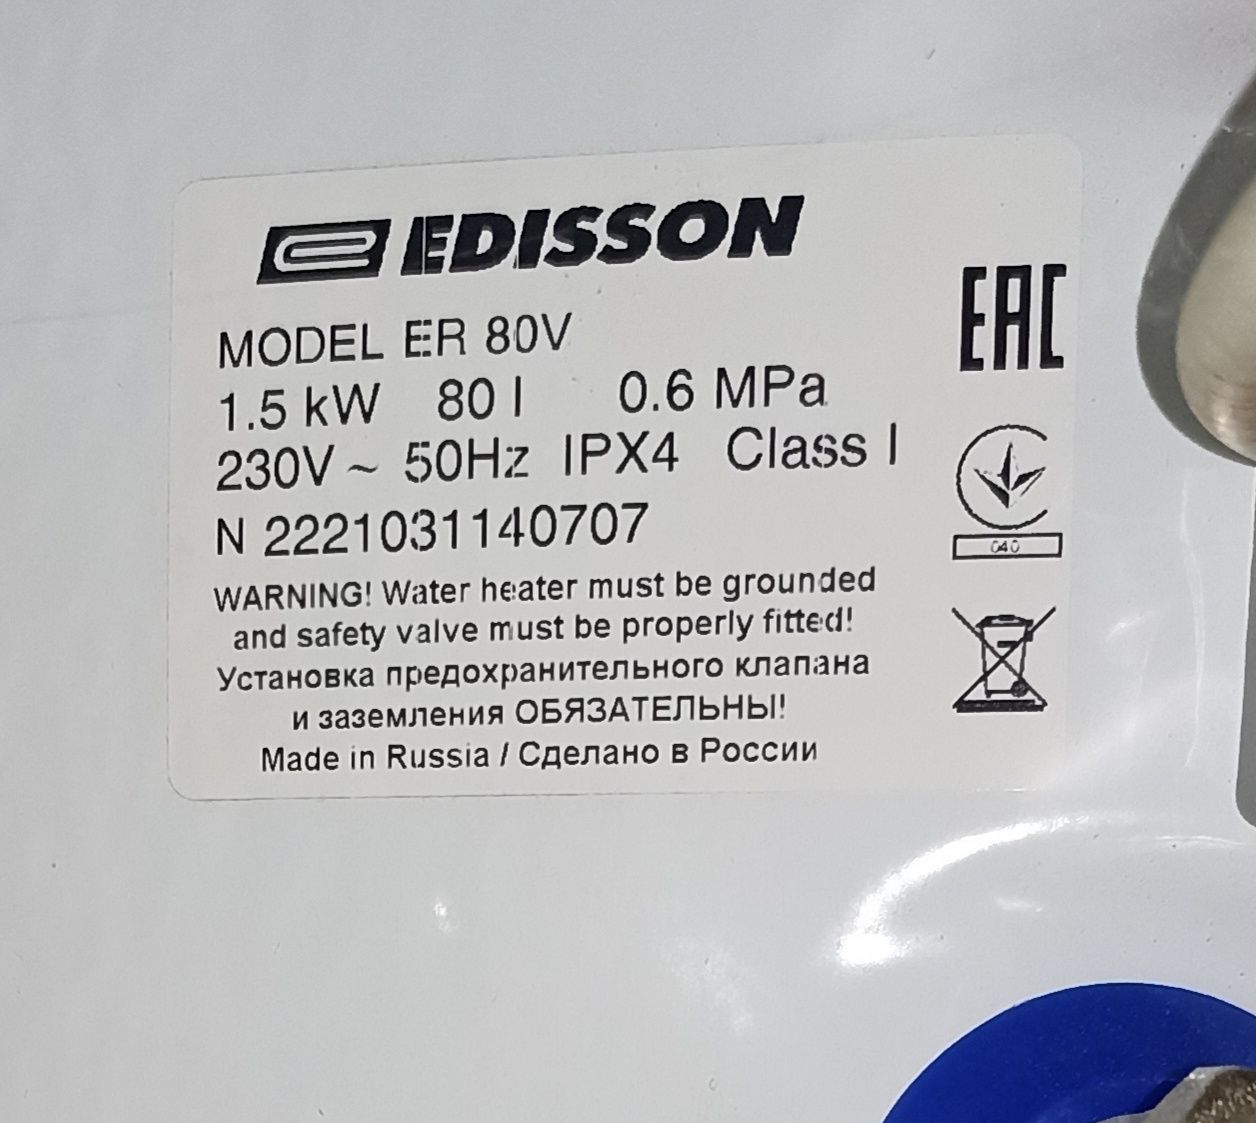 EDISSON
MODEL ER 80V
1.5 kW 80 l 0.6 MPa
230V ~ 50Hz IPX4 Class I
N 2221031140707
WARNING! Water heater must be grounded
and safety valve must be properly fitted!
Установка предохранительного клапана
и заземления ОБЯЗАТЕЛЬНЫ!
Made in Russia / Сделано в России
EAC
040